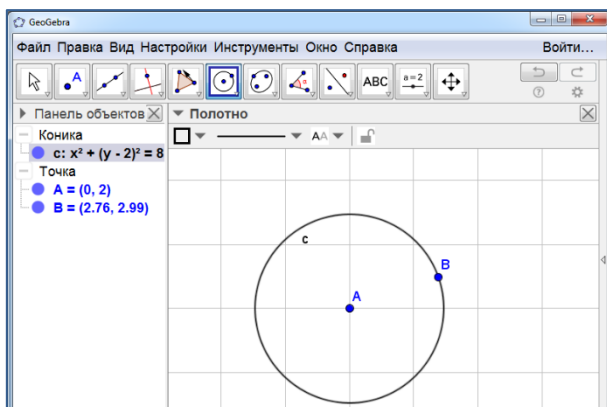 GeoGebra
Файл Правка Вид Настройки Инструменты Окно Справка Войти...
A ABC a=2
Панель объектов
Полотно
Коника
c: x² + (y - 2)² = 8
Точка
A = (0, 2)
B = (2.76, 2.99)
AA
c
B
A